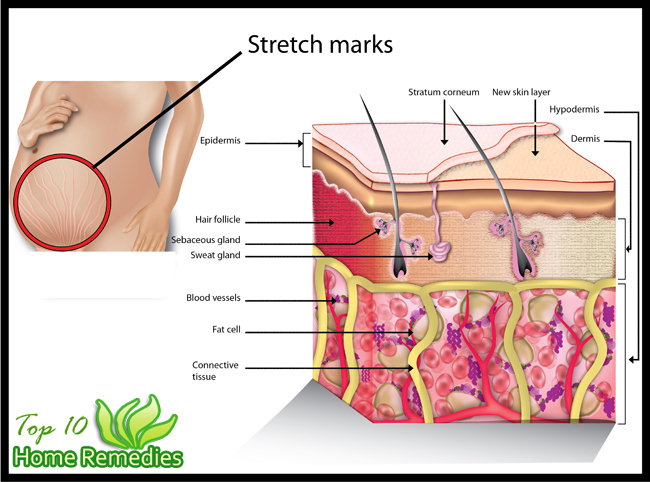 Stretch marks
Stratum corneum
New skin layer
Hypodermis
Epidermis
Dermis
Hair follicle
Sebaceous gland
Sweat gland
Blood vessels
Fat cell
Connective
tissue
Top 10
Home Remedies